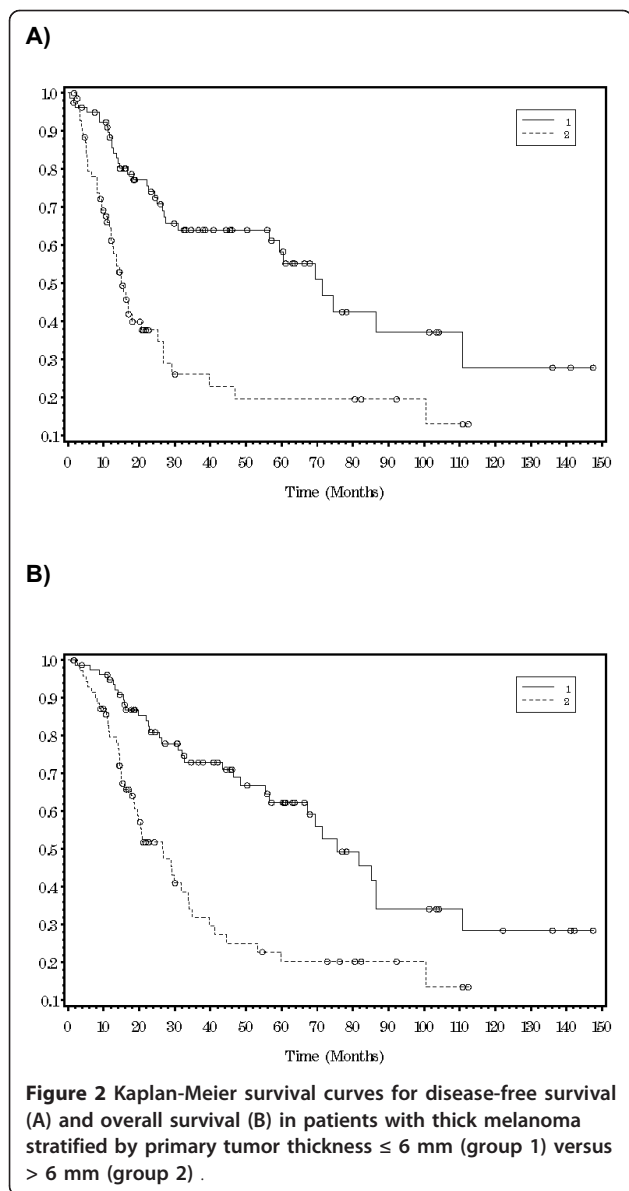 A)
1.0
0.9
0.8
0.7
0.6
0.5
0.4
0.3
0.2
0.1
1
2
0 10 20 30 40 50 60 70 80 90 100 110 120 130 140 150
Time (Months)
B)
1.0
0.9
0.8
0.7
0.6
0.5
0.4
0.3
0.2
0.1
1
2
0 10 20 30 40 50 60 70 80 90 100 110 120 130 140 150
Time (Months)
Figure 2 Kaplan-Meier survival curves for disease-free survival
(A) and overall survival (B) in patients with thick melanoma
stratified by primary tumor thickness ≤ 6 mm (group 1) versus
> 6 mm (group 2) .